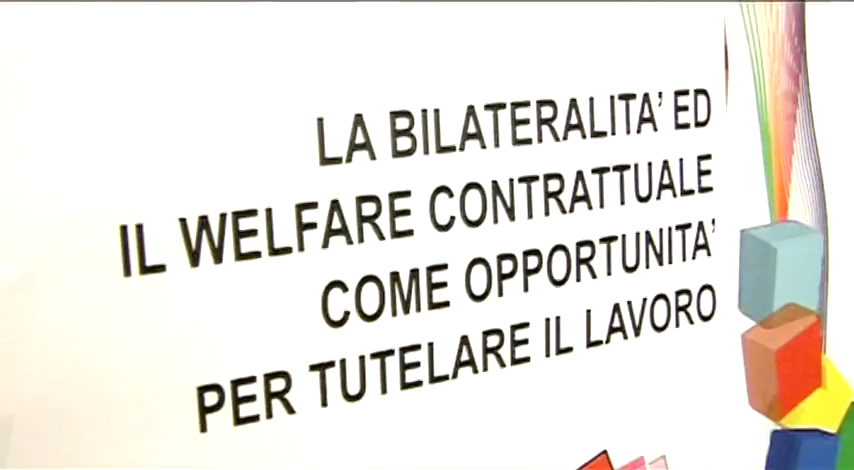 LA BILATERALITA' ED
IL WELFARE CONTRATTUALE
COME OPPORTUNITA'
PER TUTELARE IL LAVORO